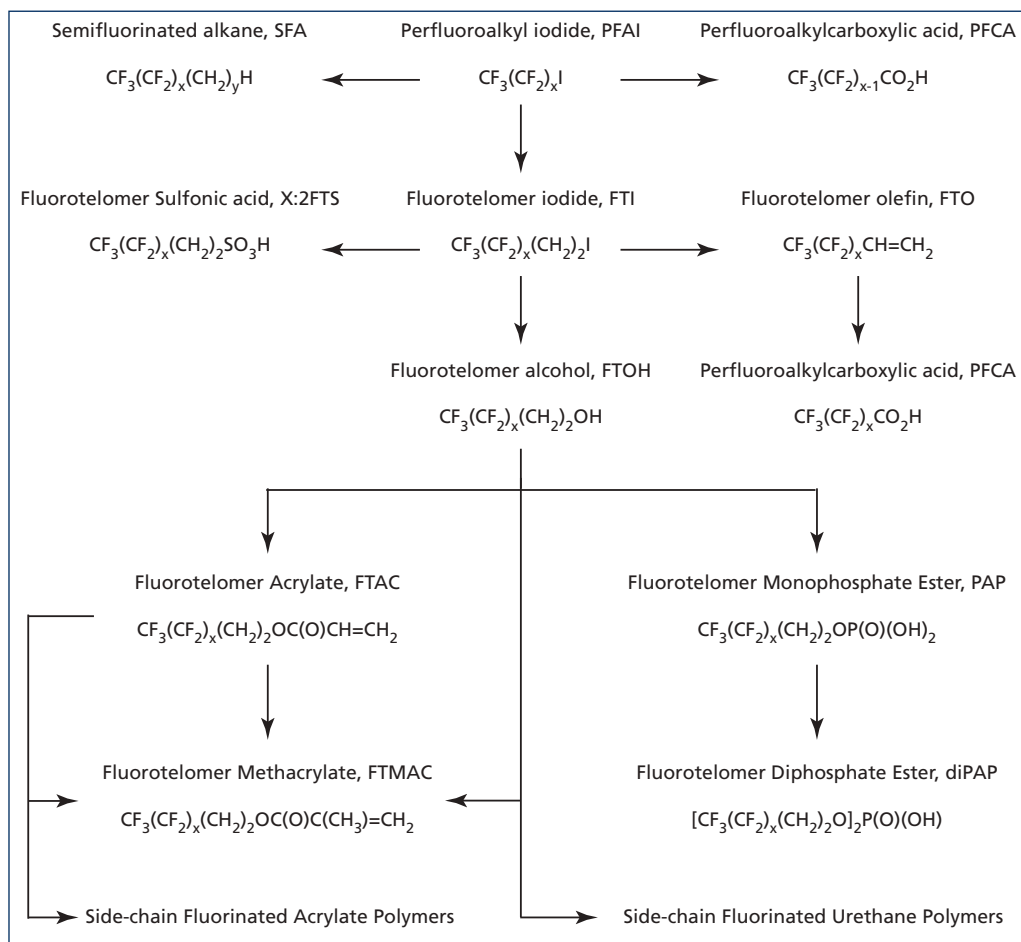 Semifluorinated alkane, SFA
Perfluoroalkyl iodide, PFAI
Perfluoroalkylcarboxylic acid, PFCA
CF3(CF2)x(CH2)yH
CF3(CF2)xI
CF3(CF2)x-1CO2H
Fluorotelomer Sulfonic acid, X:2FTS
Fluorotelomer iodide, FTI
Fluorotelomer olefin, FTO
CF3(CF2)x(CH2)2SO3H
CF3(CF2)x(CH2)2I
CF3(CF2)xCH=CH2
Fluorotelomer alcohol, FTOH
Perfluoroalkylcarboxylic acid, PFCA
CF3(CF2)x(CH2)2OH
CF3(CF2)xCO2H
Fluorotelomer Acrylate, FTAC
Fluorotelomer Monophosphate Ester, PAP
CF3(CF2)x(CH2)2OC(O)CH=CH2
CF3(CF2)x(CH2)2OP(O)(OH)2
Fluorotelomer Methacrylate, FTMAC
Fluorotelomer Diphosphate Ester, diPAP
CF3(CF2)x(CH2)2OC(O)C(CH3)=CH2
[CF3(CF2)x(CH2)2O]2P(O)(OH)
Side-chain Fluorinated Acrylate Polymers
Side-chain Fluorinated Urethane Polymers